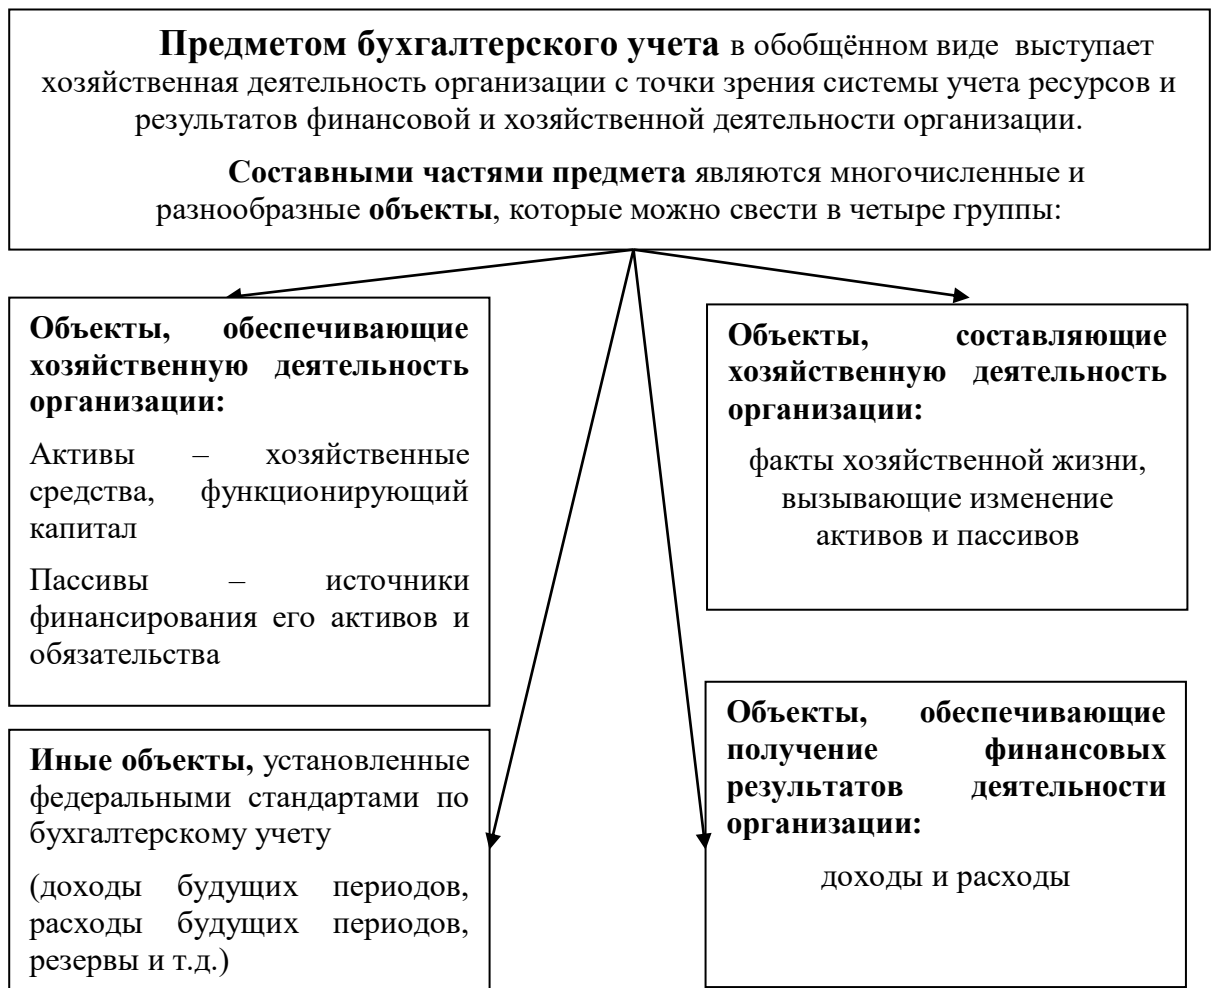 Предметом бухгалтерского учета в обобщённом виде выступает
хозяйственная деятельность организации с точки зрения системы учета ресурсов и
результатов финансовой и хозяйственной деятельности организации.
Составными частями предмета являются многочисленные и
разнообразные объекты, которые можно свести в четыре группы:
Объекты, обеспечивающие
хозяйственную деятельность
организации:
Активы – хозяйственные
средства, функционирующий
капитал
Пассивы – источники
финансирования его активов и
обязательства
Объекты, составляющие
хозяйственную деятельность
организации:
факты хозяйственной жизни,
вызывающие изменение
активов и пассивов
Иные объекты, установленные
федеральными стандартами по
бухгалтерскому учету
(доходы будущих периодов,
расходы будущих периодов,
резервы и т.д.)
Объекты, обеспечивающие
получение финансовых
результатов деятельности
организации:
доходы и расходы